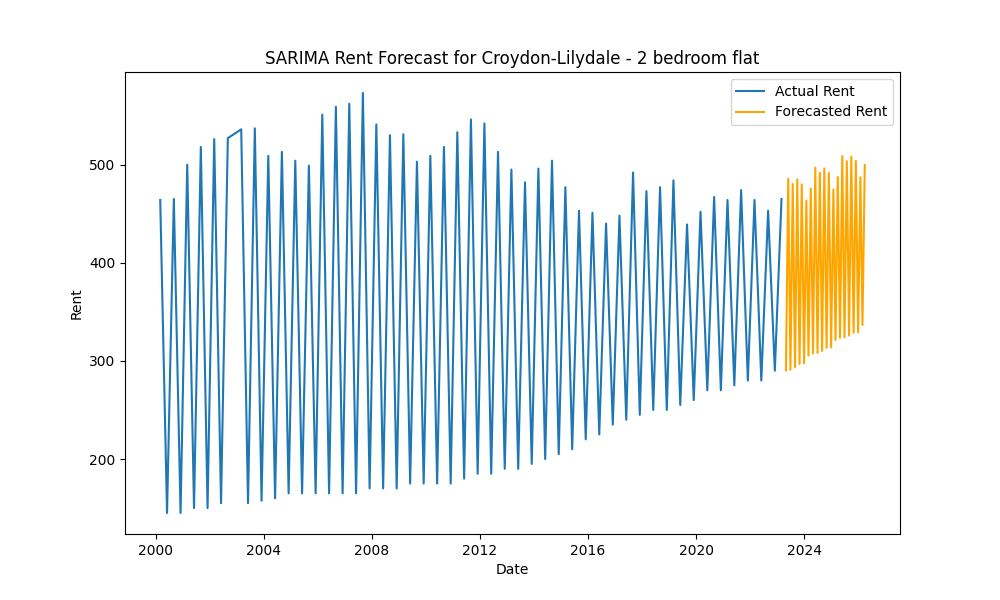 SARIMA Rent Forecast for Croydon-Lilydale - 2 bedroom flat
Actual Rent
Forecasted Rent
Rent
500
400
300
200
2000 2004 2008 2012 2016 2020 2024
Date